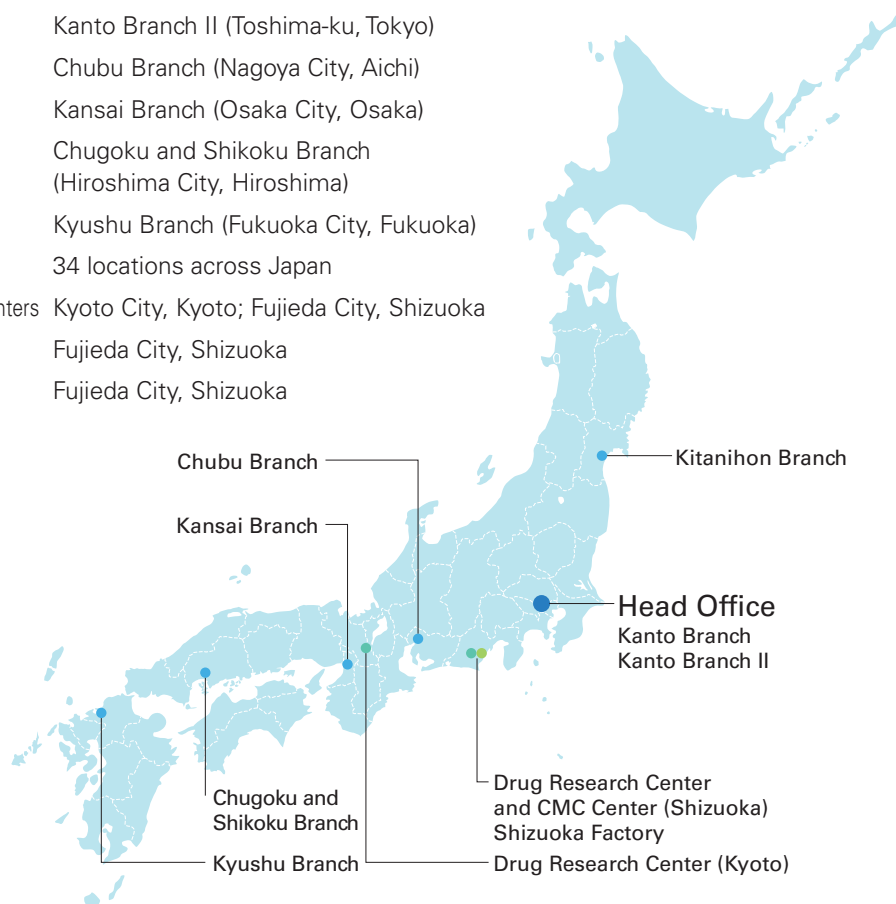 Kanto Branch II (Toshima-ku, Tokyo)
Chubu Branch (Nagoya City, Aichi)
Kansai Branch (Osaka City, Osaka)
Chugoku and Shikoku Branch
(Hiroshima City, Hiroshima)
Kyushu Branch (Fukuoka City, Fukuoka)
34 locations across Japan
Kyoto City, Kyoto; Fujieda City, Shizuoka
Fujieda City, Shizuoka
Fujieda City, Shizuoka
Chubu Branch
Kitanihon Branch
Kansai Branch
Head Office
Kanto Branch
Kanto Branch II
Drug Research Center
and CMC Center (Shizuoka)
Shizuoka Factory
Chugoku and
Shikoku Branch
Kyushu Branch
Drug Research Center (Kyoto)